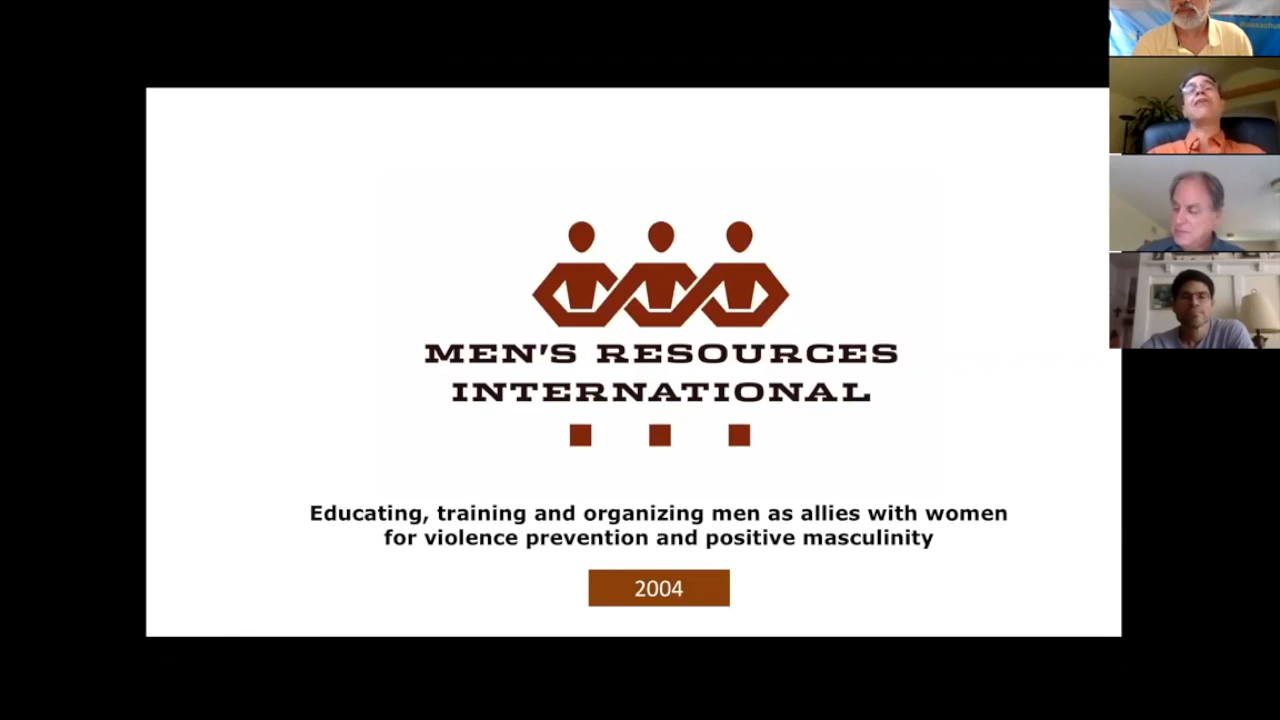 MEN'S RESOURCES
INTERNATIONAL
Educating, training and organizing men as allies with women
for violence prevention and positive masculinity
2004